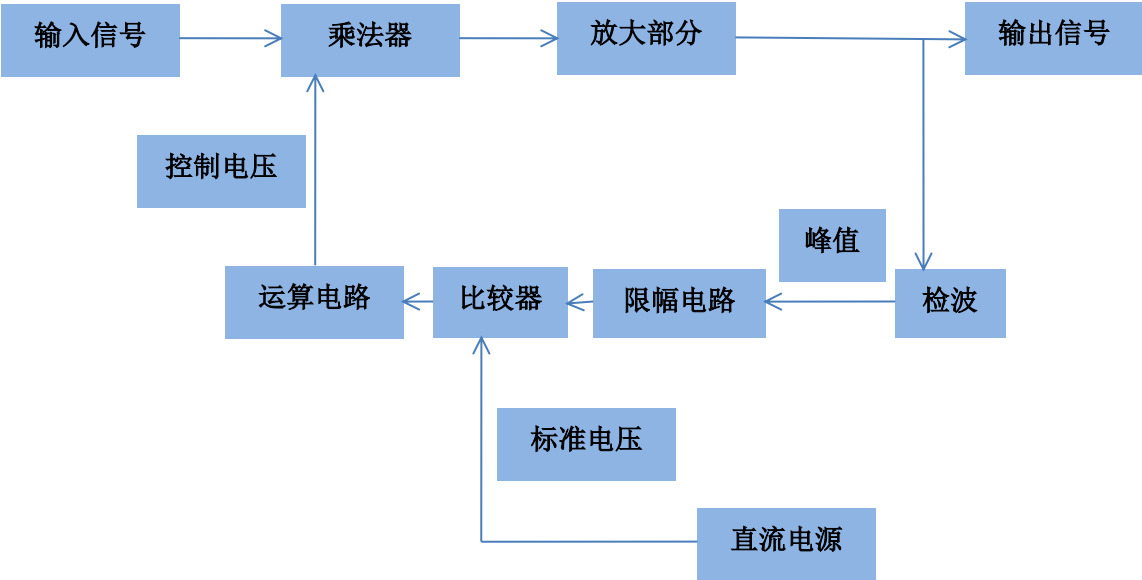 输入信号
乘法器
放大部分
输出信号
控制电压
峰值
运算电路
比较器
限幅电路
检波
标准电压
直流电源